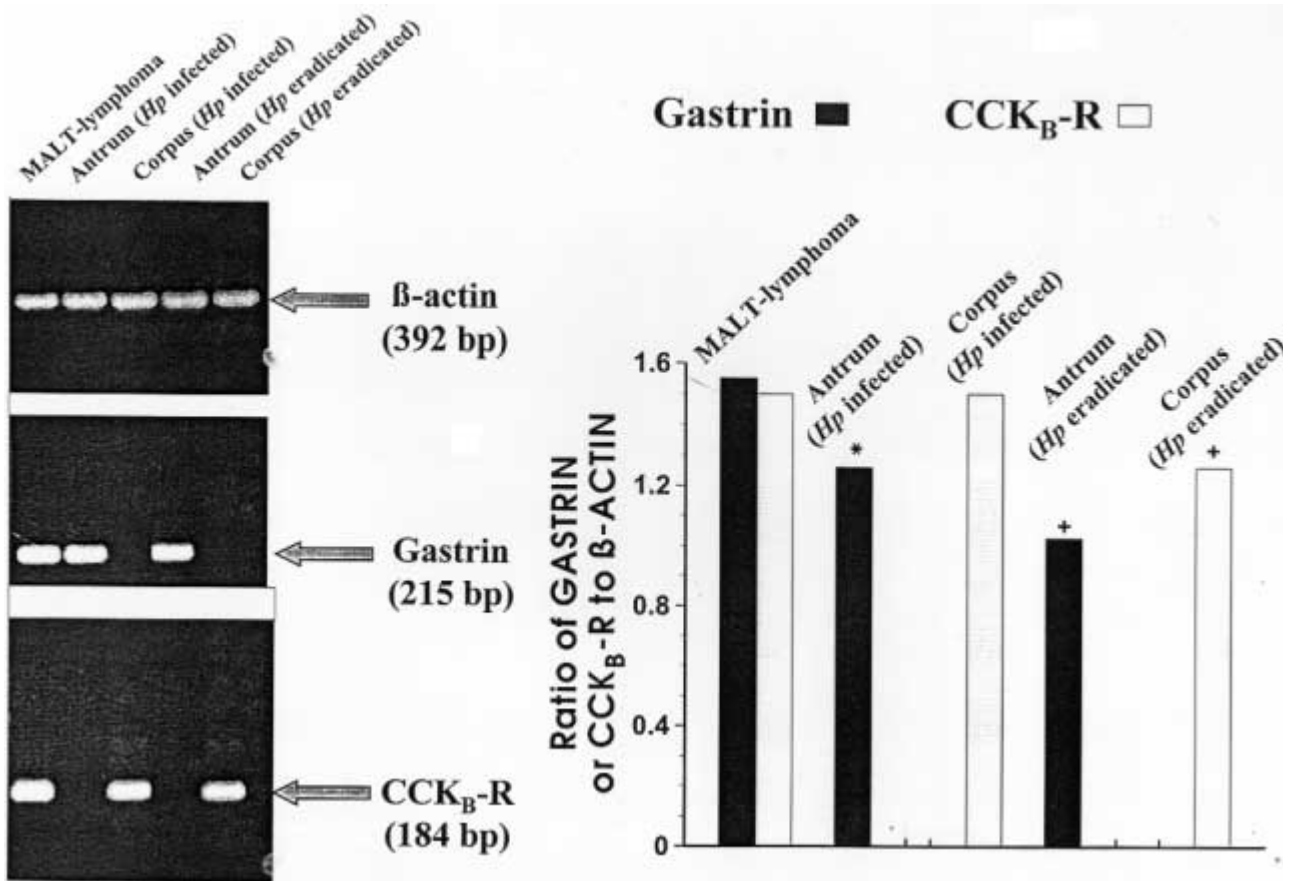 MALT-lymphoma
Antrum (Hp infected)
Corpus (Hp infected)
Antrum (Hp eradicated)
Corpus (Hp eradicated)
ß-actin
(392 bp)
Gastrin
(215 bp)
CCKB-R
(184 bp)
Gastrin
CCKB-R
Ratio of GASTRIN
or CCKB-R to ß-ACTIN
1.6
1.2
0.8
0.4
0
MALT-lymphoma
Antrum
(Hp infected)
*
Corpus
(Hp infected)
Antrum
(Hp eradicated)
+
Corpus
(Hp eradicated)
+